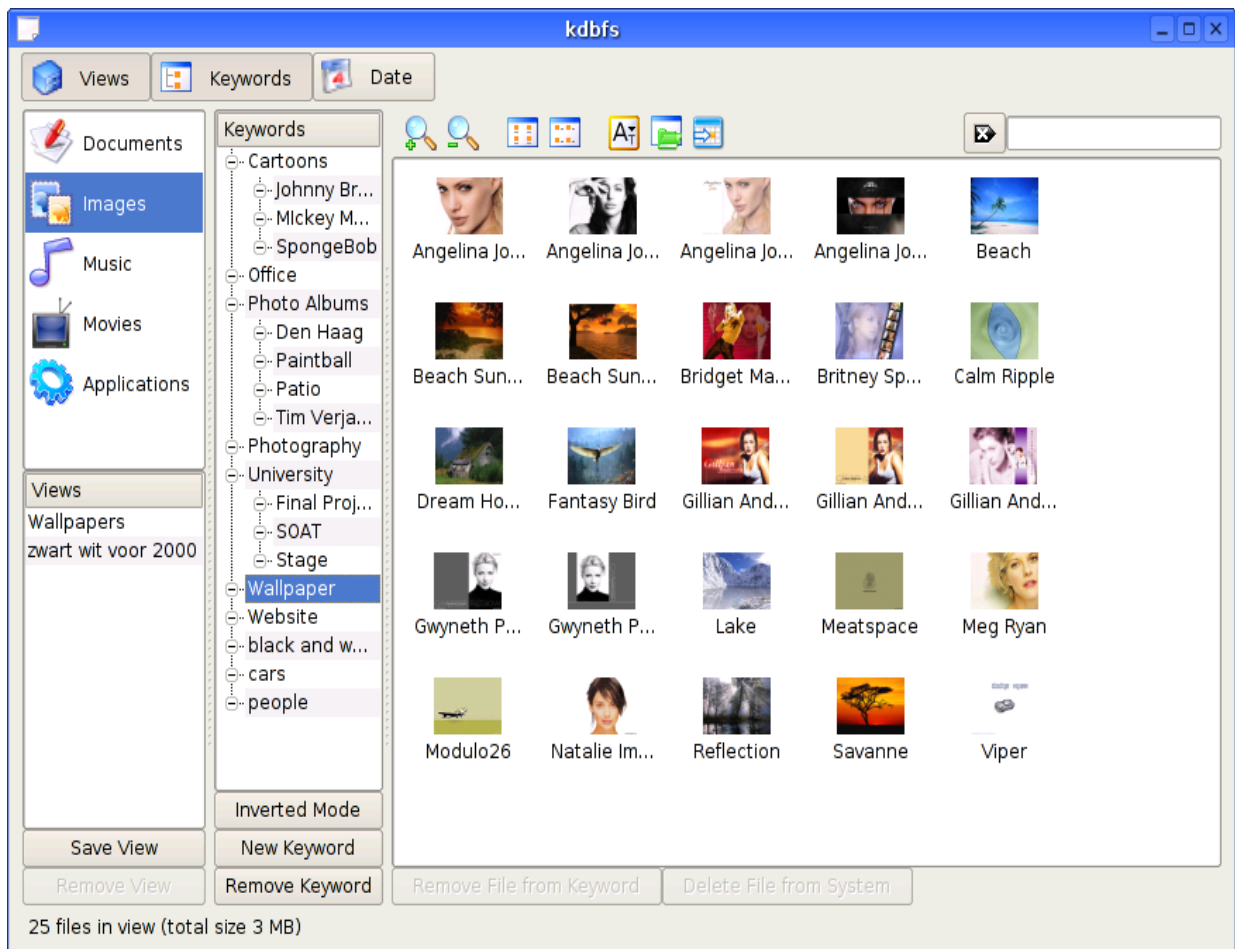 kdbfs
Views
Keywords
Date
Documents
Images
Music
Movies
Applications
Views
Wallpapers
zwart wit voor 2000
Save View
Remove View
Keywords
Cartoons
Johnny Br...
MIckey M...
SpongeBob
Office
Photo Albums
Den Haag
Paintball
Patio
Tim Verja...
Photography
University
Final Proj...
SOAT
Stage
Wallpaper
Website
black and w...
cars
people
Inverted Mode
New Keyword
Remove Keyword
Angelina Jo... Angelina Jo... Angelina Jo... Angelina Jo... Beach
Beach Sun... Beach Sun... Bridget Ma... Britney Sp... Calm Ripple
Dream Ho... Fantasy Bird Gillian And... Gillian And... Gillian And...
Gwyneth P... Gwyneth P... Lake Meatspace Meg Ryan
Modulo26 Natalie Im... Reflection Savanne Viper
Remove File from Keyword
Delete File from System
25 files in view (total size 3 MB)